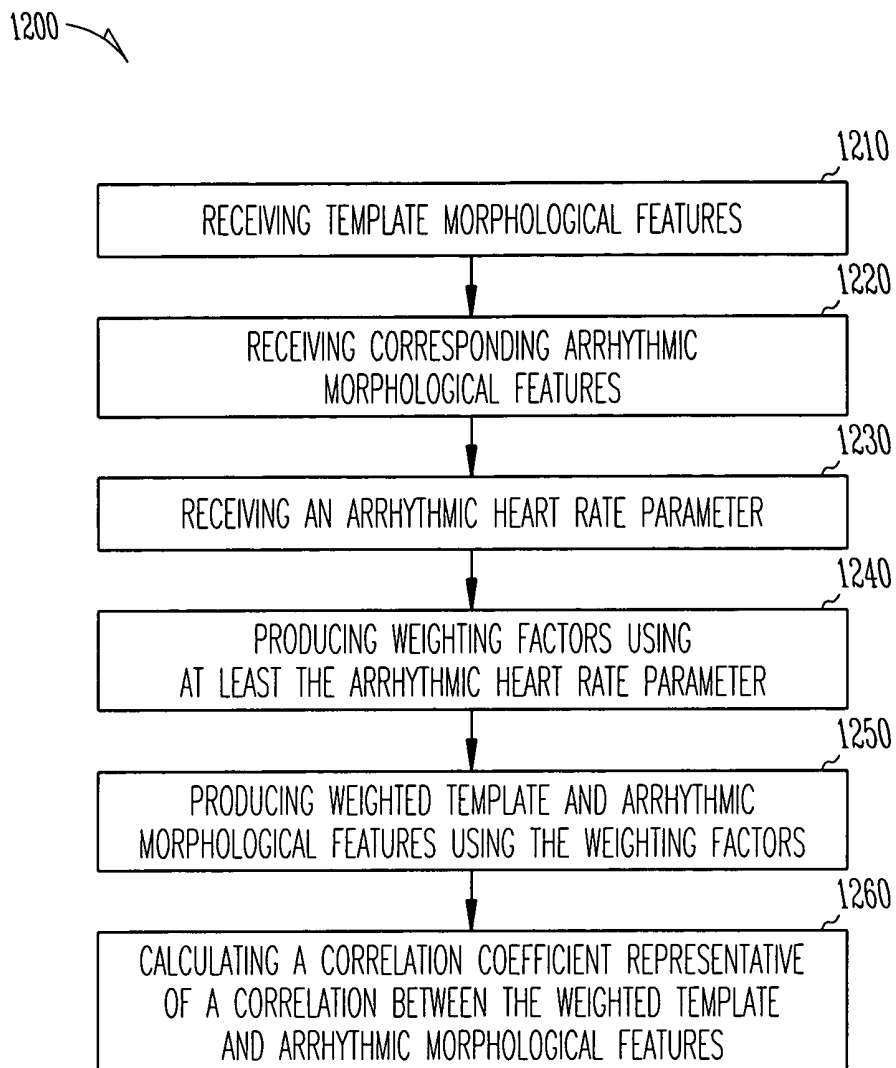 1200
1210
RECEIVING TEMPLATE MORPHOLOGICAL FEATURES
1220
RECEIVING CORRESPONDING ARRHYTHMIC
MORPHOLOGICAL FEATURES
1230
RECEIVING AN ARRHYTHMIC HEART RATE PARAMETER
1240
PRODUCING WEIGHTING FACTORS USING
AT LEAST THE ARRHYTHMIC HEART RATE PARAMETER
1250
PRODUCING WEIGHTED TEMPLATE AND ARRHYTHMIC
MORPHOLOGICAL FEATURES USING THE WEIGHTING FACTORS
1260
CALCULATING A CORRELATION COEFFICIENT REPRESENTATIVE
OF A CORRELATION BETWEEN THE WEIGHTED TEMPLATE
AND ARRHYTHMIC MORPHOLOGICAL FEATURES